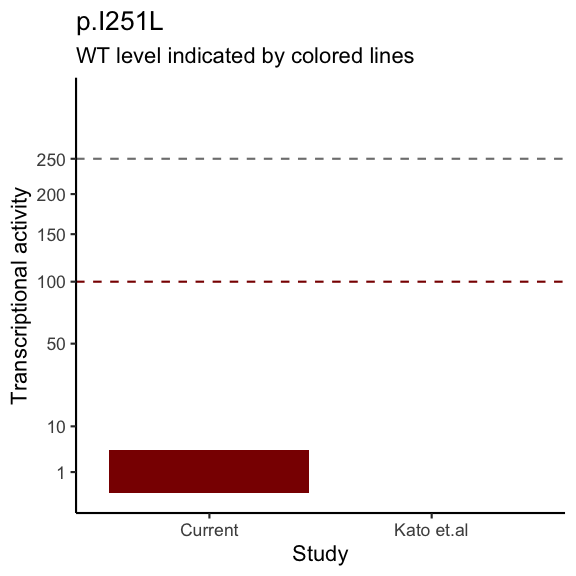 p.I251L
WT level indicated by colored lines
Transcriptional activity
250
200
150
100
50
10
1
Current
Kato et.al
Study